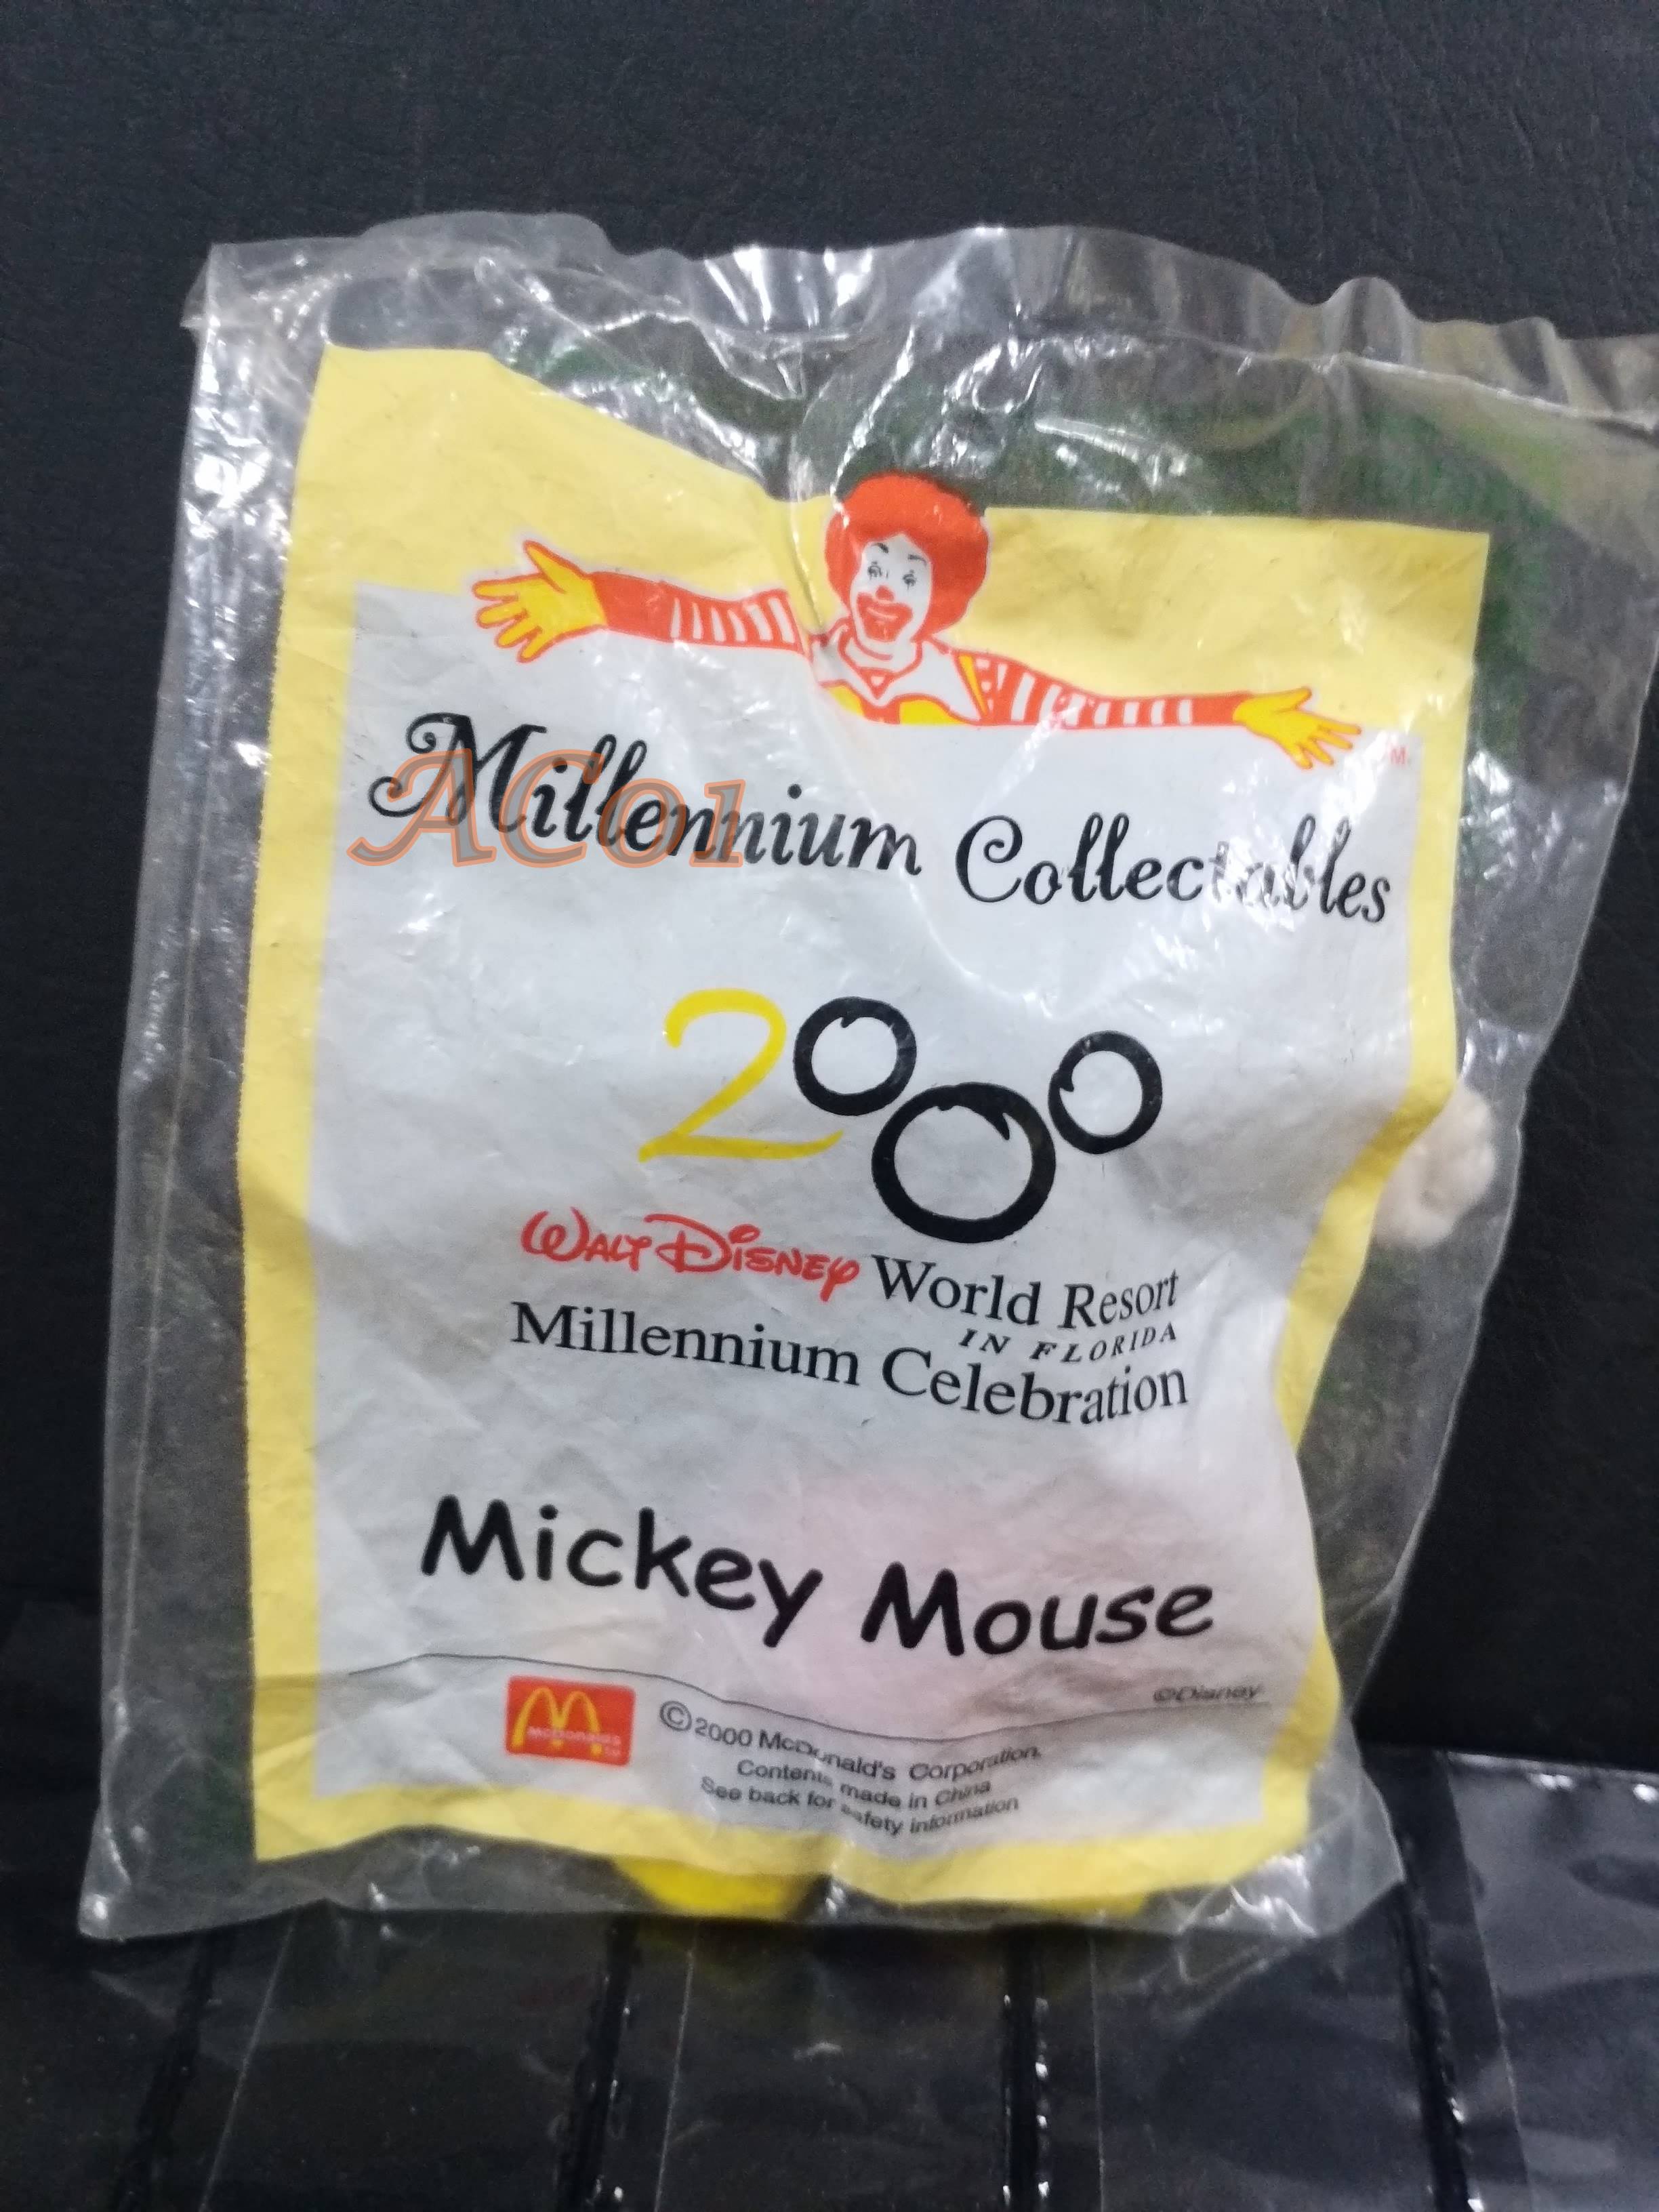 TM.
Millennium Collectables
AC01
2000
WALT DISNEY World Resort
IN FLORIDA
Millennium Celebration
Mickey Mouse
©Disney
McDonald's
©2000 McDonald's Corporation,
Contents made in China
See back for safety information